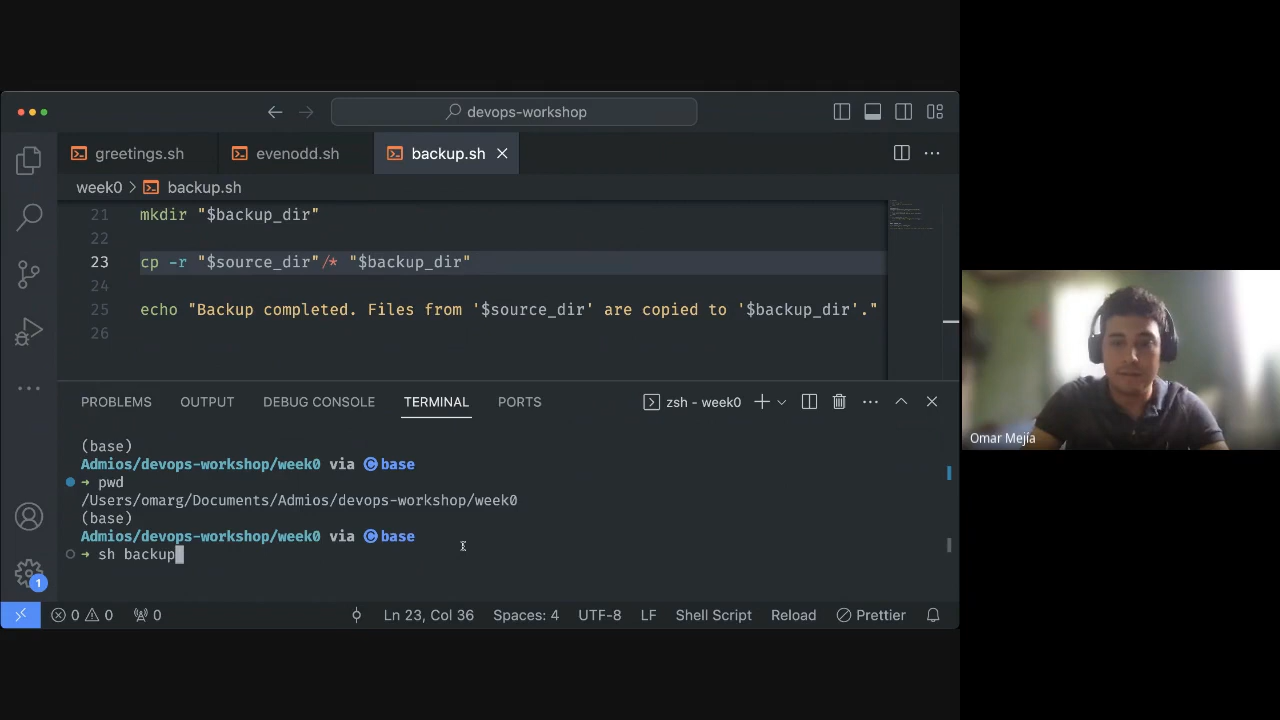 devops-workshop
greetings.sh evenodd.sh backup.sh
week0 > backup.sh
21 mkdir "$backup_dir"
22
23 cp -r "$source_dir"/* "$backup_dir"
24
25 echo "Backup completed. Files from '$source_dir' are copied to '$backup_dir'."
26
PROBLEMS OUTPUT DEBUG CONSOLE TERMINAL PORTS zsh - week0
(base)
Admios/devops-workshop/week0 via C base
→ pwd
/Users/omarg/Documents/Admios/devops-workshop/week0
(base)
Admios/devops-workshop/week0 via C base
→ sh backup
1
0 0 0 Ln 23, Col 36 Spaces: 4 UTF-8 LF Shell Script Reload Prettier
Omar Mejía